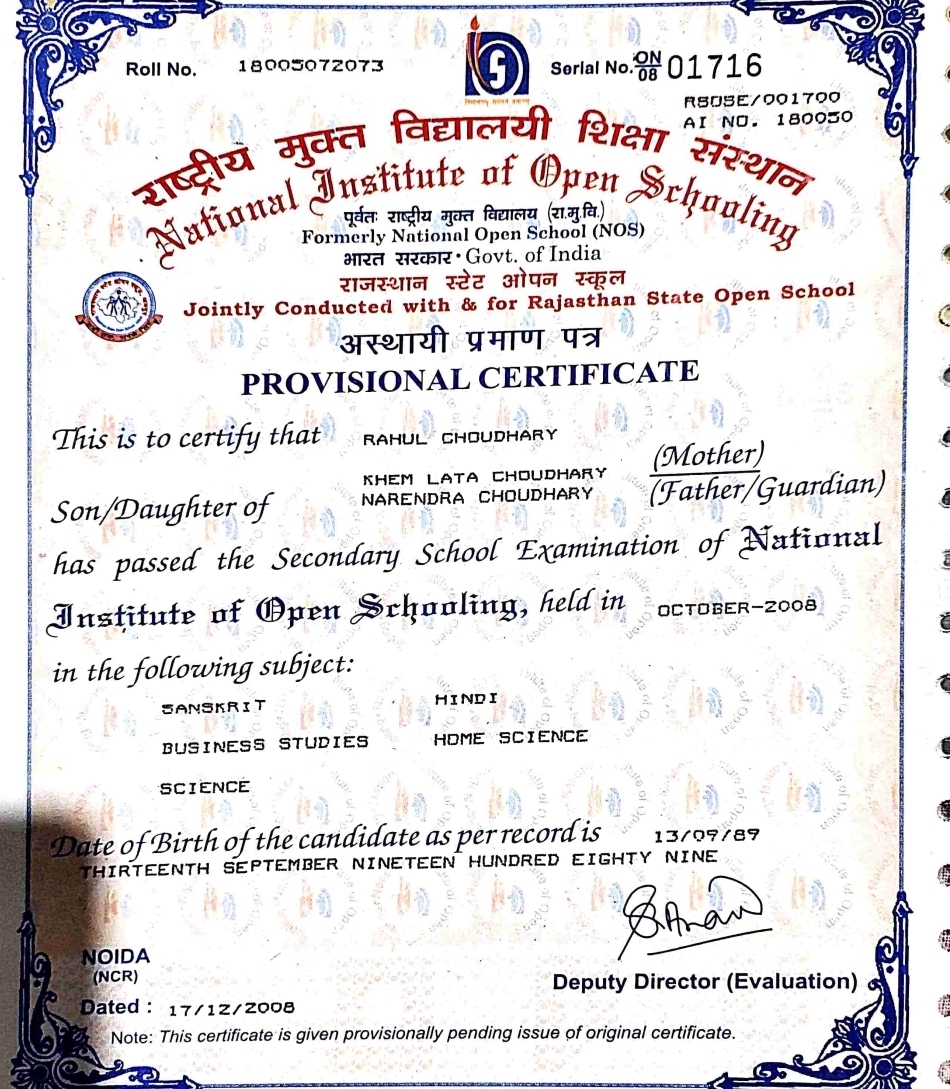 Roll No. 18005072073
Serial No. ON 08 01716
RSOSE/001700
AI NO. 180050
राष्ट्रीय मुक्त विद्यालयी शिक्षा संस्थान
National Institute of Open Schooling
पूर्वतः राष्ट्रीय मुक्त विद्यालय (रा.मु.वि.)
Formerly National Open School (NOS)
भारत सरकार • Govt. of India
राजस्थान स्टेट ओपन स्कूल
Jointly Conducted with & for Rajasthan State Open School
अस्थायी प्रमाण पत्र
PROVISIONAL CERTIFICATE
This is to certify that RAHUL CHOUDHARY
KHEM LATA CHOUDHARY (Mother)
Son/Daughter of NARENDRA CHOUDHARY (Father/Guardian)
has passed the Secondary School Examination of National
Institute of Open Schooling, held in OCTOBER-2008
in the following subject:
SANSKRIT HINDI
BUSINESS STUDIES HOME SCIENCE
SCIENCE
Date of Birth of the candidate as per record is 13/09/89
THIRTEENTH SEPTEMBER NINETEEN HUNDRED EIGHTY NINE
NOIDA
(NCR)
Deputy Director (Evaluation)
Dated : 17/12/2008
Note: This certificate is given provisionally pending issue of original certificate.